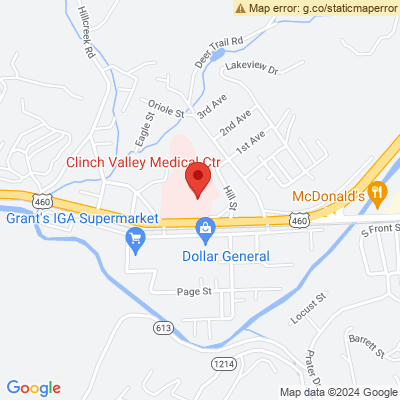 Map error: g.co/staticmaperror
Hillcreek Rd
Deer Trail Rd
Lakeview Dr
Oriole St
3rd Ave
2nd Ave
Eagle St
1st Ave
Clinch Valley Medical Ctr
Hill St
McDonald's
460
460
Grant's IGA Supermarket
S Front S
Dollar General
Page St
Locust St
613
1214
Barrett St
Prater D
Google
Map data ©2024 Google